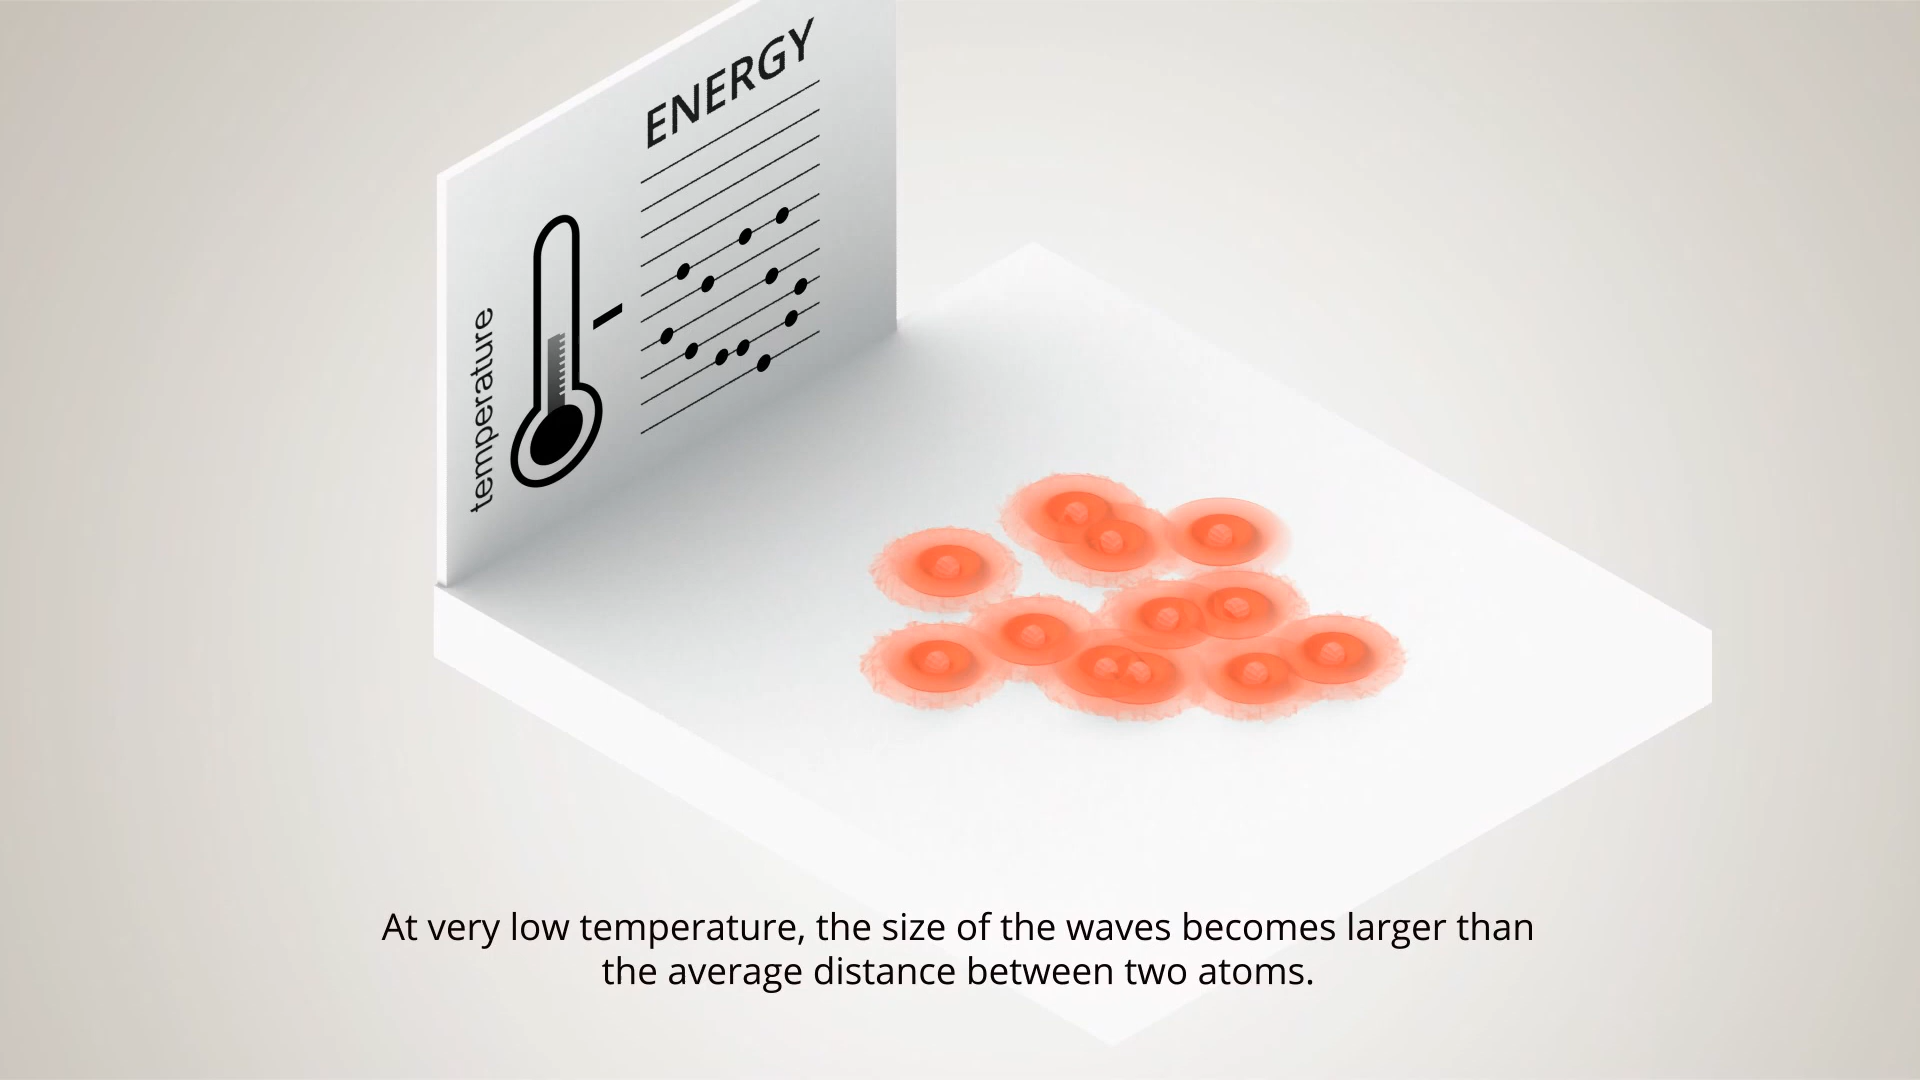 ENERGY
temperature
At very low temperature, the size of the waves becomes larger than
the average distance between two atoms.